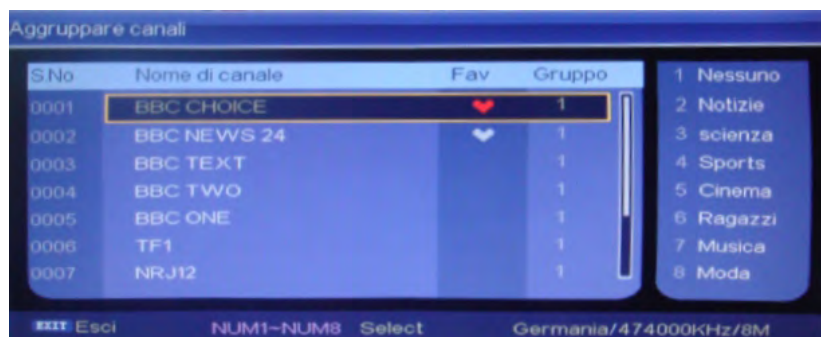 Aggruppare canali
S.No Nome di canale Fav Gruppo
0001 BBC CHOICE 1
0002 BBC NEWS 24 1
0003 BBC TEXT 1
0004 BBC TWO 1
0005 BBC ONE 1
0006 TF1 1
0007 NRJ12 1
1 Nessuno
2 Notizie
3 scienza
4 Sports
5 Cinema
6 Ragazzi
7 Musica
8 Moda
EXIT Esci NUM1~NUM8 Select Germania/474000KHz/8M